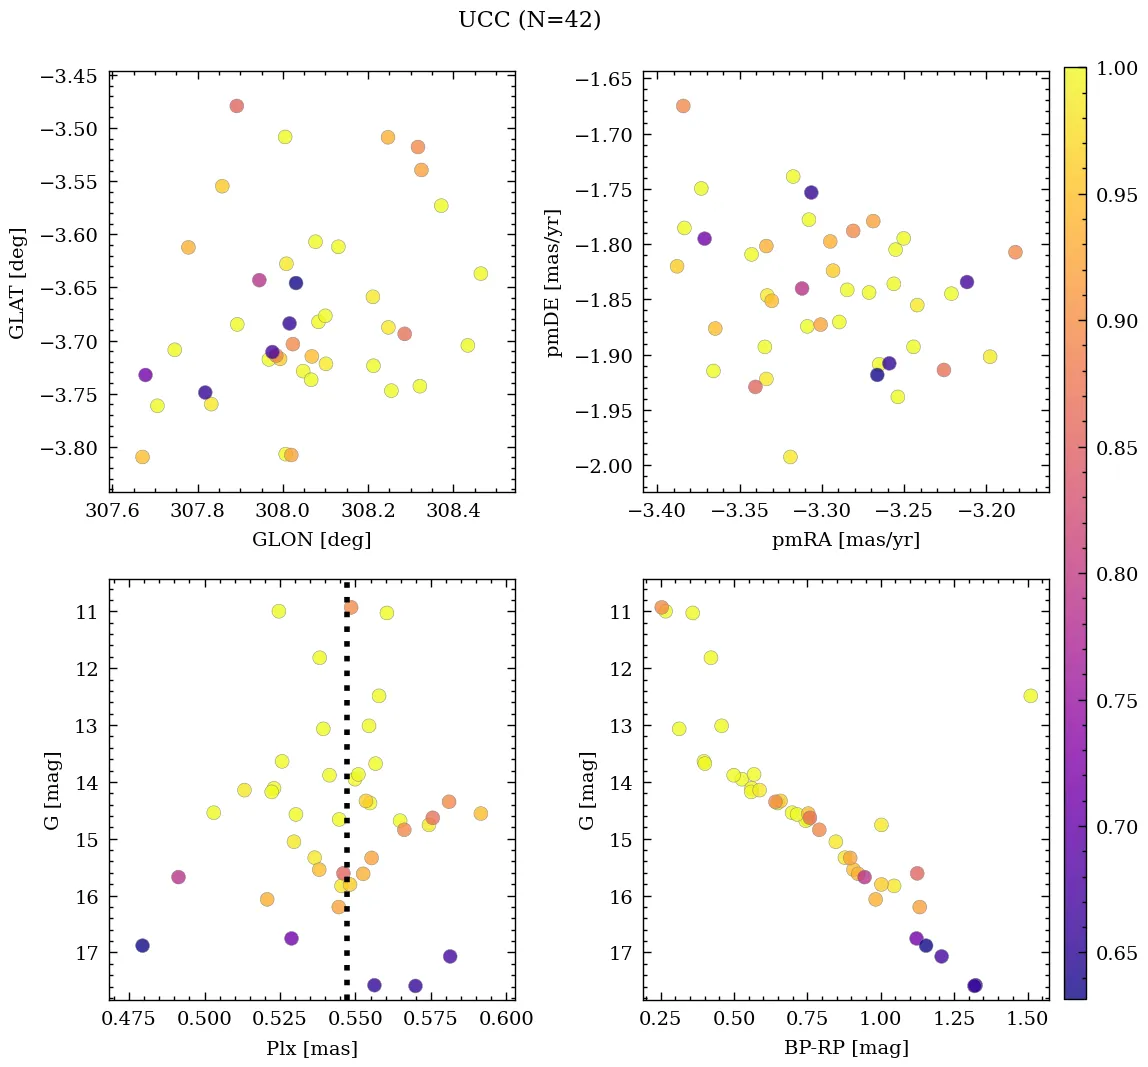 UCC (N=42)
−3.45
−3.50
−3.55
−3.60
−3.65
−3.70
−3.75
−3.80
GLAT [deg]
307.6 307.8 308.0 308.2 308.4
GLON [deg]
−1.65
−1.70
−1.75
−1.80
−1.85
−1.90
−1.95
−2.00
pmDE [mas/yr]
−3.40 −3.35 −3.30 −3.25 −3.20
pmRA [mas/yr]
11
12
13
14
15
16
17
G [mag]
0.475 0.500 0.525 0.550 0.575 0.600
Plx [mas]
11
12
13
14
15
16
17
G [mag]
0.25 0.50 0.75 1.00 1.25 1.50
BP-RP [mag]
1.00
0.95
0.90
0.85
0.80
0.75
0.70
0.65